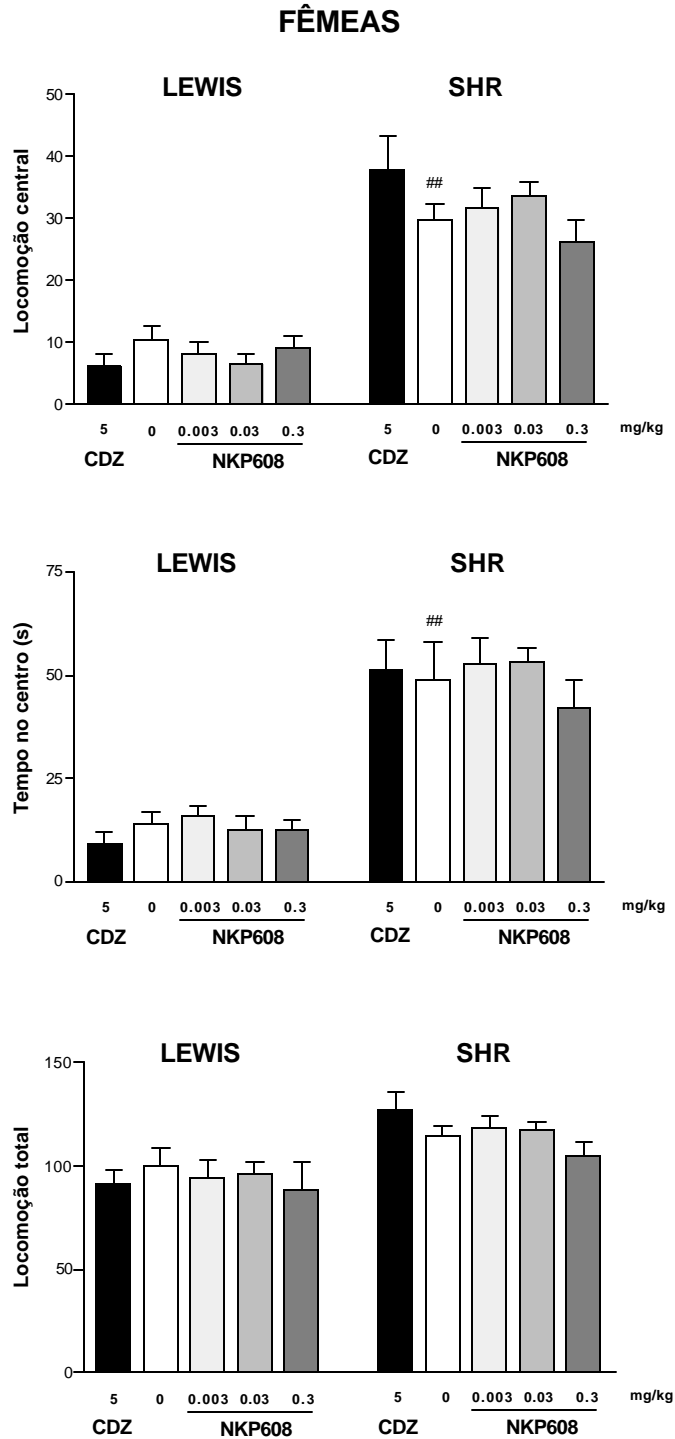 FÊMEAS
LEWIS SHR
Locomoção central
50
40
30
20
10
0
##
5 0 0.003 0.03 0.3 5 0 0.003 0.03 0.3 mg/kg
CDZ NKP608 CDZ NKP608
LEWIS SHR
Tempo no centro (s)
75
50
25
0
##
5 0 0.003 0.03 0.3 5 0 0.003 0.03 0.3 mg/kg
CDZ NKP608 CDZ NKP608
LEWIS SHR
Locomoção total
150
100
50
0
5 0 0.003 0.03 0.3 5 0 0.003 0.03 0.3 mg/kg
CDZ NKP608 CDZ NKP608